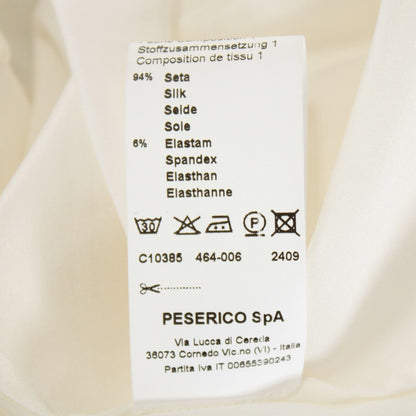 Stoffzusammensetzung 1
Composition de tissu 1
94% Seta
Silk
Seide
Soie
6% Elastam
Spandex
Elasthan
Elasthanne
30 P
C10385 464-006 2409
PESERICO SpA
Via Lucca di Cereda
36073 Cornedo Vic.no (VI) - Italia
Partita Iva IT 00655390243